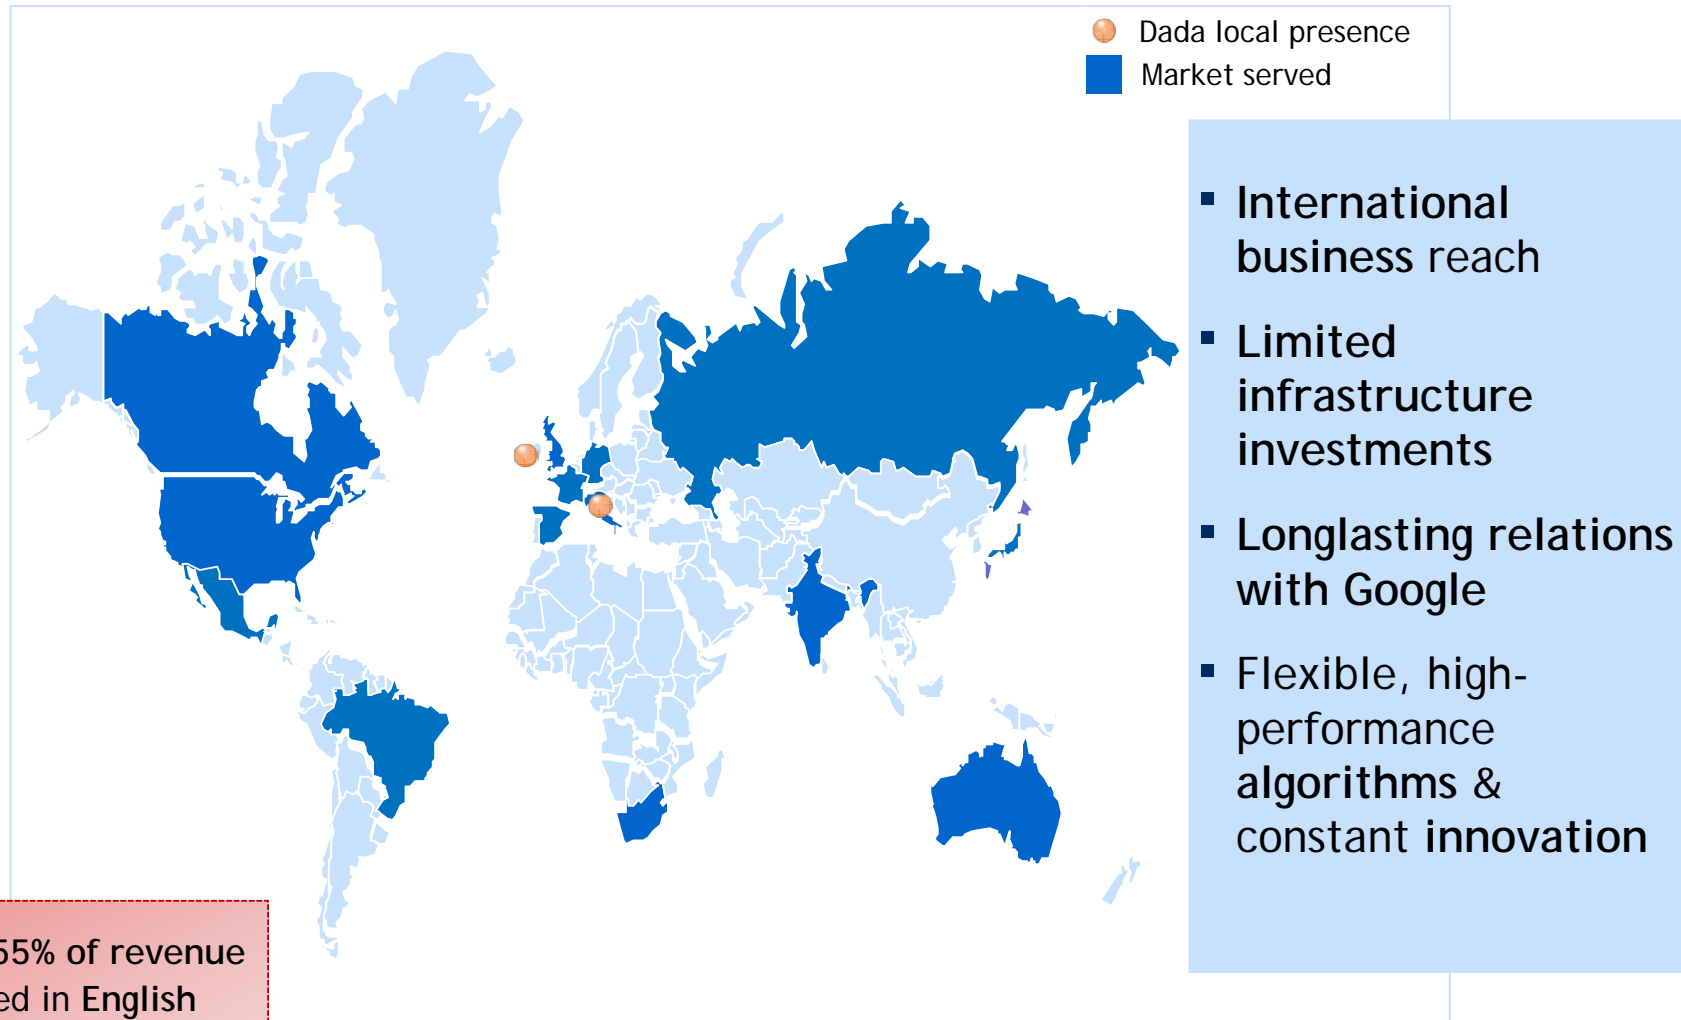 Dada local presence
Market served
▪ International
business reach
▪ Limited
infrastructure
investments
▪ Longlasting relations
with Google
▪ Flexible, high-
performance
algorithms &
constant innovation
55% of revenue
in English